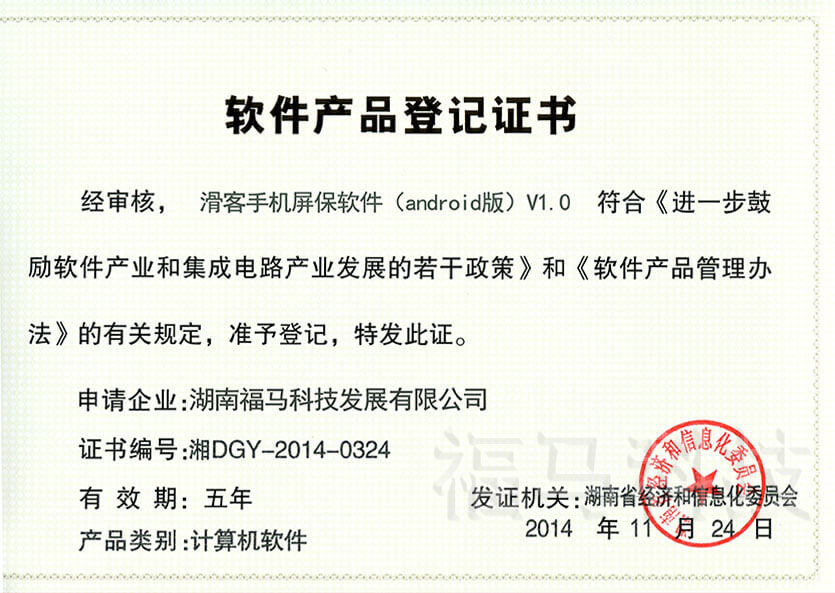 软件产品登记证书
经审核， 滑客手机屏保软件（android版）V1.0 符合《进一步鼓
励软件产业和集成电路产业发展的若干政策》和《软件产品管理办
法》的有关规定，准予登记，特发此证。
申请企业:湖南福马科技发展有限公司
证书编号:湘DGY-2014-0324
有 效 期: 五年
发证机关:湖南省经济和信息化委员会
产品类别:计算机软件
2014 年 11 月 24 日
福马科技
湖南省经济和信息化委员会